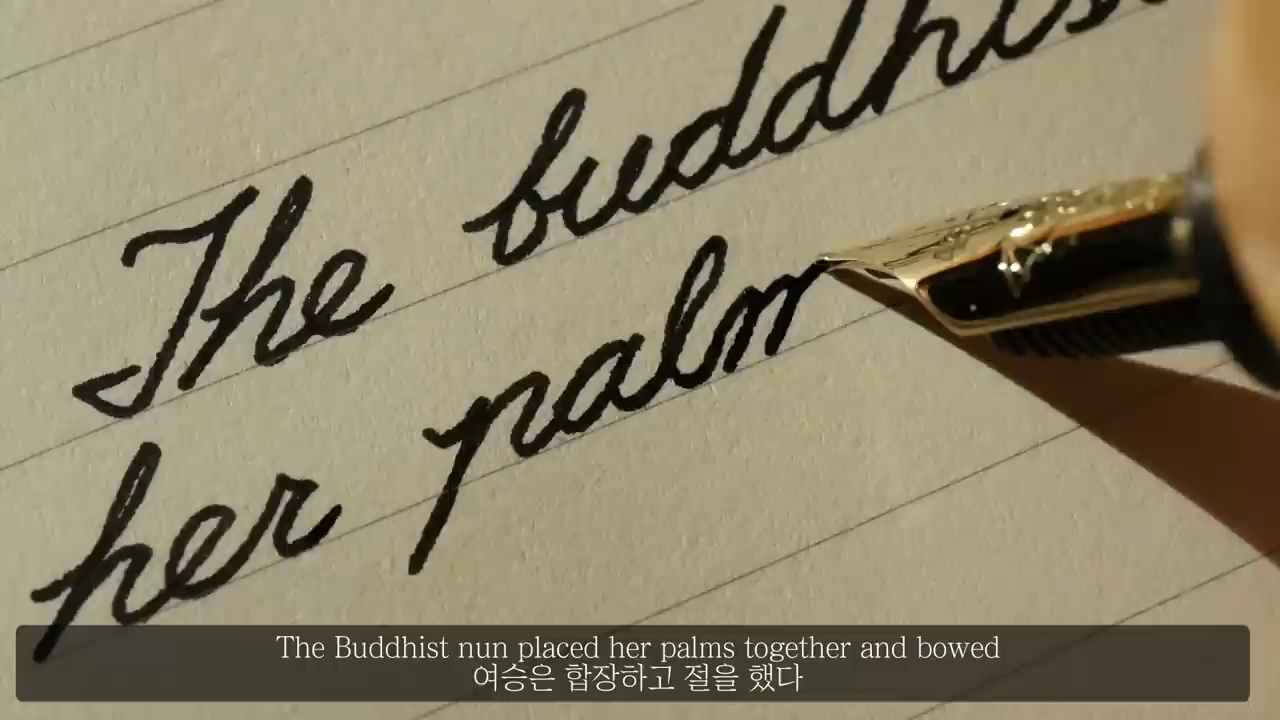 The buddhist
her palm
The Buddhist nun placed her palms together and bowed
여승은 합장하고 절을 했다